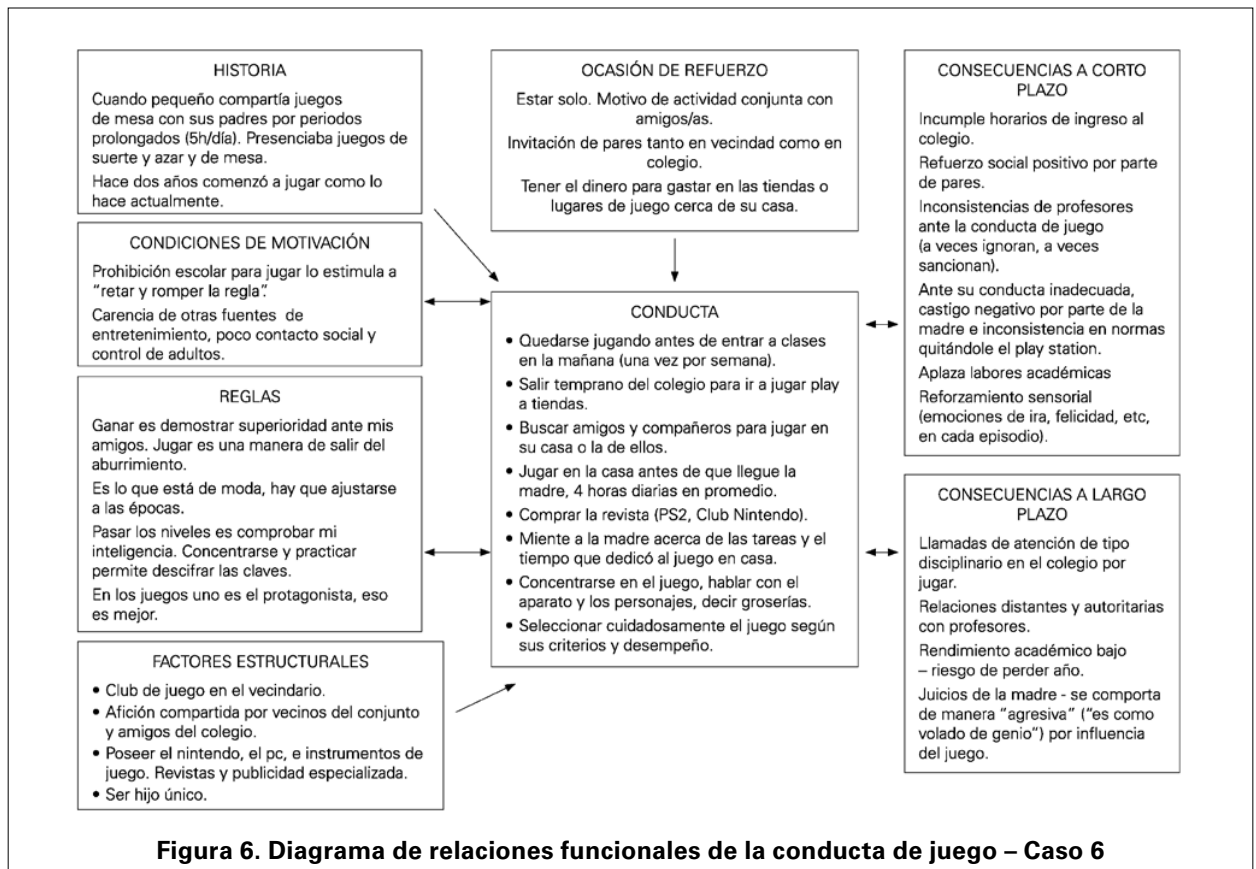 HISTORIA
Cuando pequeño compartía juegos
de mesa con sus padres por periodos
prolongados (5h/día). Presenciaba juegos de
suerte y azar y de mesa.
Hace dos años comenzó a jugar como lo
hace actualmente.
CONDICIONES DE MOTIVACIÓN
Prohibición escolar para jugar lo estimula a
“retar y romper la regla”.
Carencia de otras fuentes de
entretenimiento, poco contacto social y
control de adultos.
REGLAS
Ganar es demostrar superioridad ante mis
amigos. Jugar es una manera de salir del
aburrimiento.
Es lo que está de moda, hay que ajustarse
a las épocas.
Pasar los niveles es comprobar mi
inteligencia. Concentrarse y practicar
permite descifrar las claves.
En los juegos uno es el protagonista, eso
es mejor.
FACTORES ESTRUCTURALES
• Club de juego en el vecindario.
• Afición compartida por vecinos del conjunto
y amigos del colegio.
• Poseer el nintendo, el pc, e instrumentos de
juego. Revistas y publicidad especializada.
• Ser hijo único.
OCASIÓN DE REFUERZO
Estar solo. Motivo de actividad conjunta con
amigos/as.
Invitación de pares tanto en vecindad como en
colegio.
Tener el dinero para gastar en las tiendas o
lugares de juego cerca de su casa.
CONDUCTA
• Quedarse jugando antes de entrar a clases
en la mañana (una vez por semana).
• Salir temprano del colegio para ir a jugar play
a tiendas.
• Buscar amigos y compañeros para jugar en
su casa o la de ellos.
• Jugar en la casa antes de que llegue la
madre, 4 horas diarias en promedio.
• Comprar la revista (PS2, Club Nintendo).
• Miente a la madre acerca de las tareas y el
tiempo que dedicó al juego en casa.
• Concentrarse en el juego, hablar con el
aparato y los personajes, decir groserías.
• Seleccionar cuidadosamente el juego según
sus criterios y desempeño.
CONSECUENCIAS A CORTO
PLAZO
Incumple horarios de ingreso al
colegio.
Refuerzo social positivo por parte
de pares.
Inconsistencias de profesores
ante la conducta de juego
(a veces ignoran, a veces
sancionan).
Ante su conducta inadecuada,
castigo negativo por parte de la
madre e inconsistencia en normas
quitándole el play station.
Aplaza labores académicas
Reforzamiento sensorial
(emociones de ira, felicidad, etc,
en cada episodio).
CONSECUENCIAS A LARGO
PLAZO
Llamadas de atención de tipo
disciplinario en el colegio por
jugar.
Relaciones distantes y autoritarias
con profesores.
Rendimiento académico bajo
– riesgo de perder año.
Juicios de la madre - se comporta
de manera “agresiva” (“es como
volado de genio”) por influencia
del juego.
Figura 6. Diagrama de relaciones funcionales de la conducta de juego – Caso 6